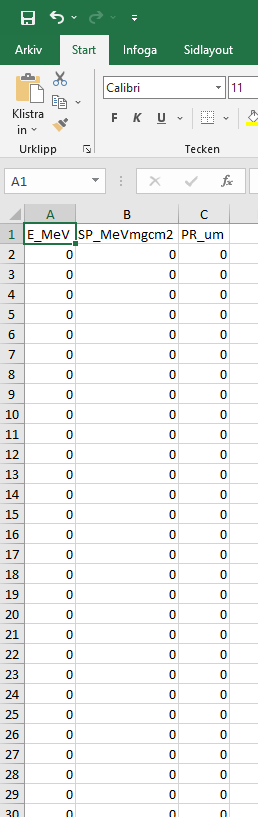 Arkiv Start Infoga Sidlayout
Klistra
in
Calibri 11
F K U
Urklipp Tecken
A1 fx
A B C
1 E_MeV SP_MeVmgcm2 PR_um
2 0 0 0
3 0 0 0
4 0 0 0
5 0 0 0
6 0 0 0
7 0 0 0
8 0 0 0
9 0 0 0
10 0 0 0
11 0 0 0
12 0 0 0
13 0 0 0
14 0 0 0
15 0 0 0
16 0 0 0
17 0 0 0
18 0 0 0
19 0 0 0
20 0 0 0
21 0 0 0
22 0 0 0
23 0 0 0
24 0 0 0
25 0 0 0
26 0 0 0
27 0 0 0
28 0 0 0
29 0 0 0
30 0 0 0